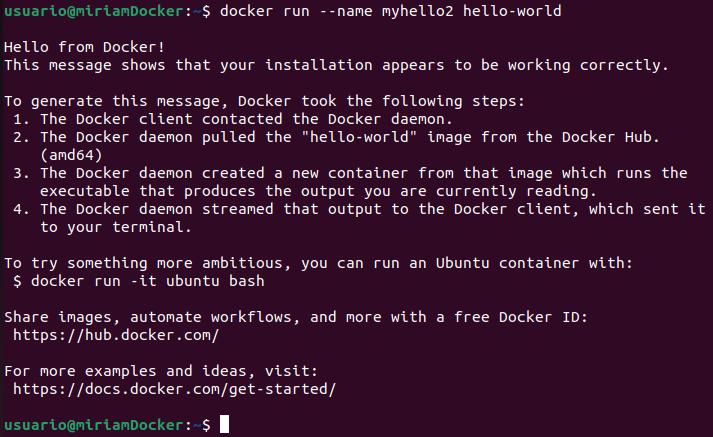 usuario@miriamDocker:~$ docker run --name myhello2 hello-world

Hello from Docker!
This message shows that your installation appears to be working correctly.

To generate this message, Docker took the following steps:
 1. The Docker client contacted the Docker daemon.
 2. The Docker daemon pulled the "hello-world" image from the Docker Hub.
    (amd64)
 3. The Docker daemon created a new container from that image which runs the
    executable that produces the output you are currently reading.
 4. The Docker daemon streamed that output to the Docker client, which sent it
    to your terminal.

To try something more ambitious, you can run an Ubuntu container with:
 $ docker run -it ubuntu bash

Share images, automate workflows, and more with a free Docker ID:
 https://hub.docker.com/

For more examples and ideas, visit:
 https://docs.docker.com/get-started/

usuario@miriamDocker:~$